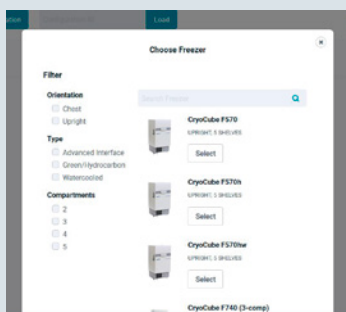 Load
Choose Freezer
Filter
Orientation
Chest
Upright
Type
Advanced Interface
Green/Hydrocarbon
Watercooled
Compartments
2
3
4
5
Search Freezer
CryoCube F570
UPRIGHT, 5 SHELVES
Select
CryoCube F570h
UPRIGHT, 5 SHELVES
Select
CryoCube F570hw
UPRIGHT, 5 SHELVES
Select
CryoCube F740 (3-comp)